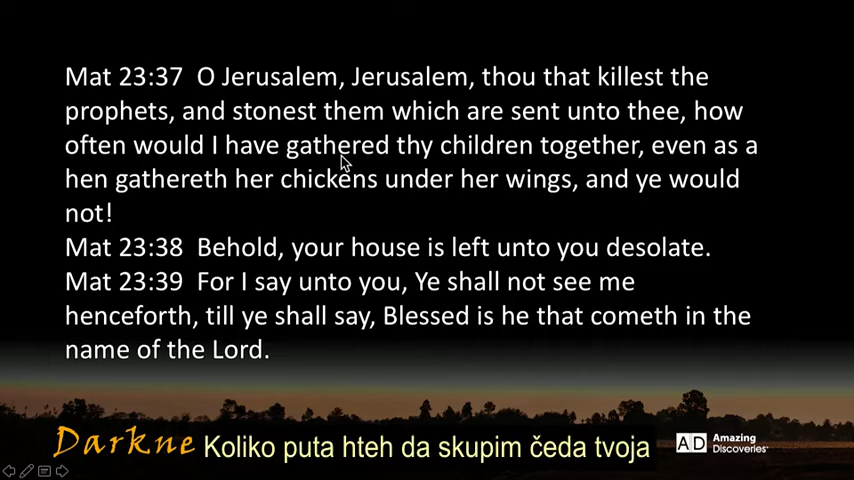 Mat 23:37 O Jerusalem, Jerusalem, thou that killest the
prophets, and stonest them which are sent unto thee, how
often would I have gathered thy children together, even as a
hen gathereth her chickens under her wings, and ye would
not!
Mat 23:38 Behold, your house is left unto you desolate.
Mat 23:39 For I say unto you, Ye shall not see me
henceforth, till ye shall say, Blessed is he that cometh in the
name of the Lord.
Darkne
Koliko puta hteh da skupim čeda tvoja
AD Amazing
Discoveries